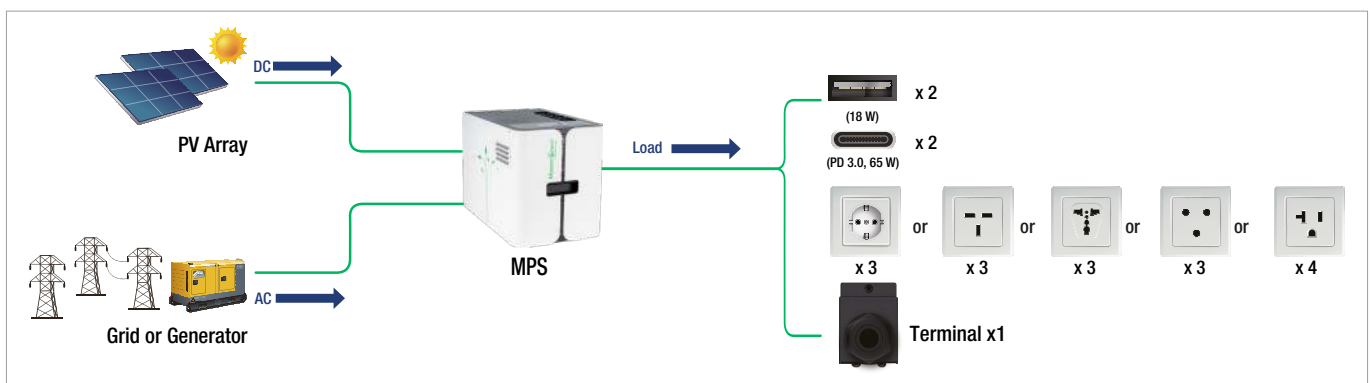 DC
PV Array
Grid or Generator
AC
MPS
Load
x 2
(18 W)
x 2
(PD 3.0, 65 W)
or
or
or
or
x 3
x 3
x 3
x 3
x 4
Terminal x1